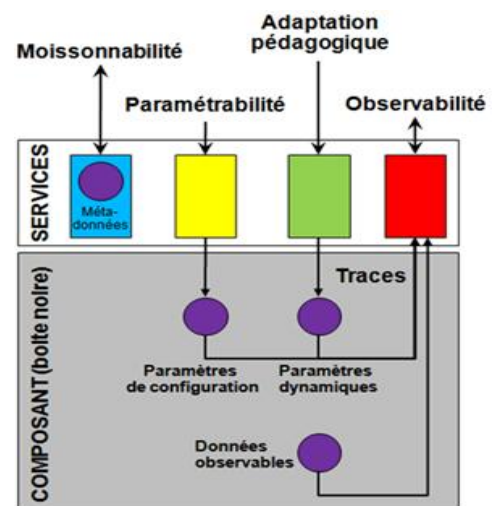 Adaptation
pédagogique
Moissonnabilité
Paramétrabilité
Observabilité
SERVICES
Méta-
données
COMPOSANT (boîte noire)
Traces
Paramètres
de configuration
Paramètres
dynamiques
Données
observables